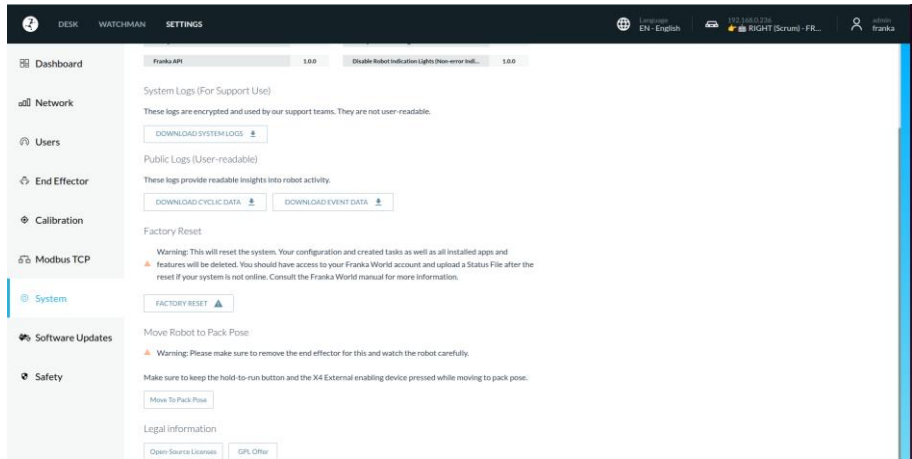 DESK WATCHMAN SETTINGS
Language
EN - English
192.168.0.236
RIGHT (Scrum) - FR...
admin
franka
Dashboard
Network
Users
End Effector
Calibration
Modbus TCP
System
Software Updates
Safety
Franka API 1.0.0 Disable Robot Indication Lights (Non-error Indi... 1.0.0
System Logs (For Support Use)
These logs are encrypted and used by our support teams. They are not user-readable.
DOWNLOAD SYSTEM LOGS
Public Logs (User-readable)
These logs provide readable insights into robot activity.
DOWNLOAD CYCLIC DATA DOWNLOAD EVENT DATA
Factory Reset
Warning: This will reset the system. Your configuration and created tasks as well as all installed apps and
features will be deleted. You should have access to your Franka World account and upload a Status File after the
reset if your system is not online. Consult the Franka World manual for more information.
FACTORY RESET
Move Robot to Pack Pose
Warning: Please make sure to remove the end effector for this and watch the robot carefully.
Make sure to keep the hold-to-run button and the X4 External enabling device pressed while moving to pack pose.
Move To Pack Pose
Legal information
Open-Source Licenses GPL Offer